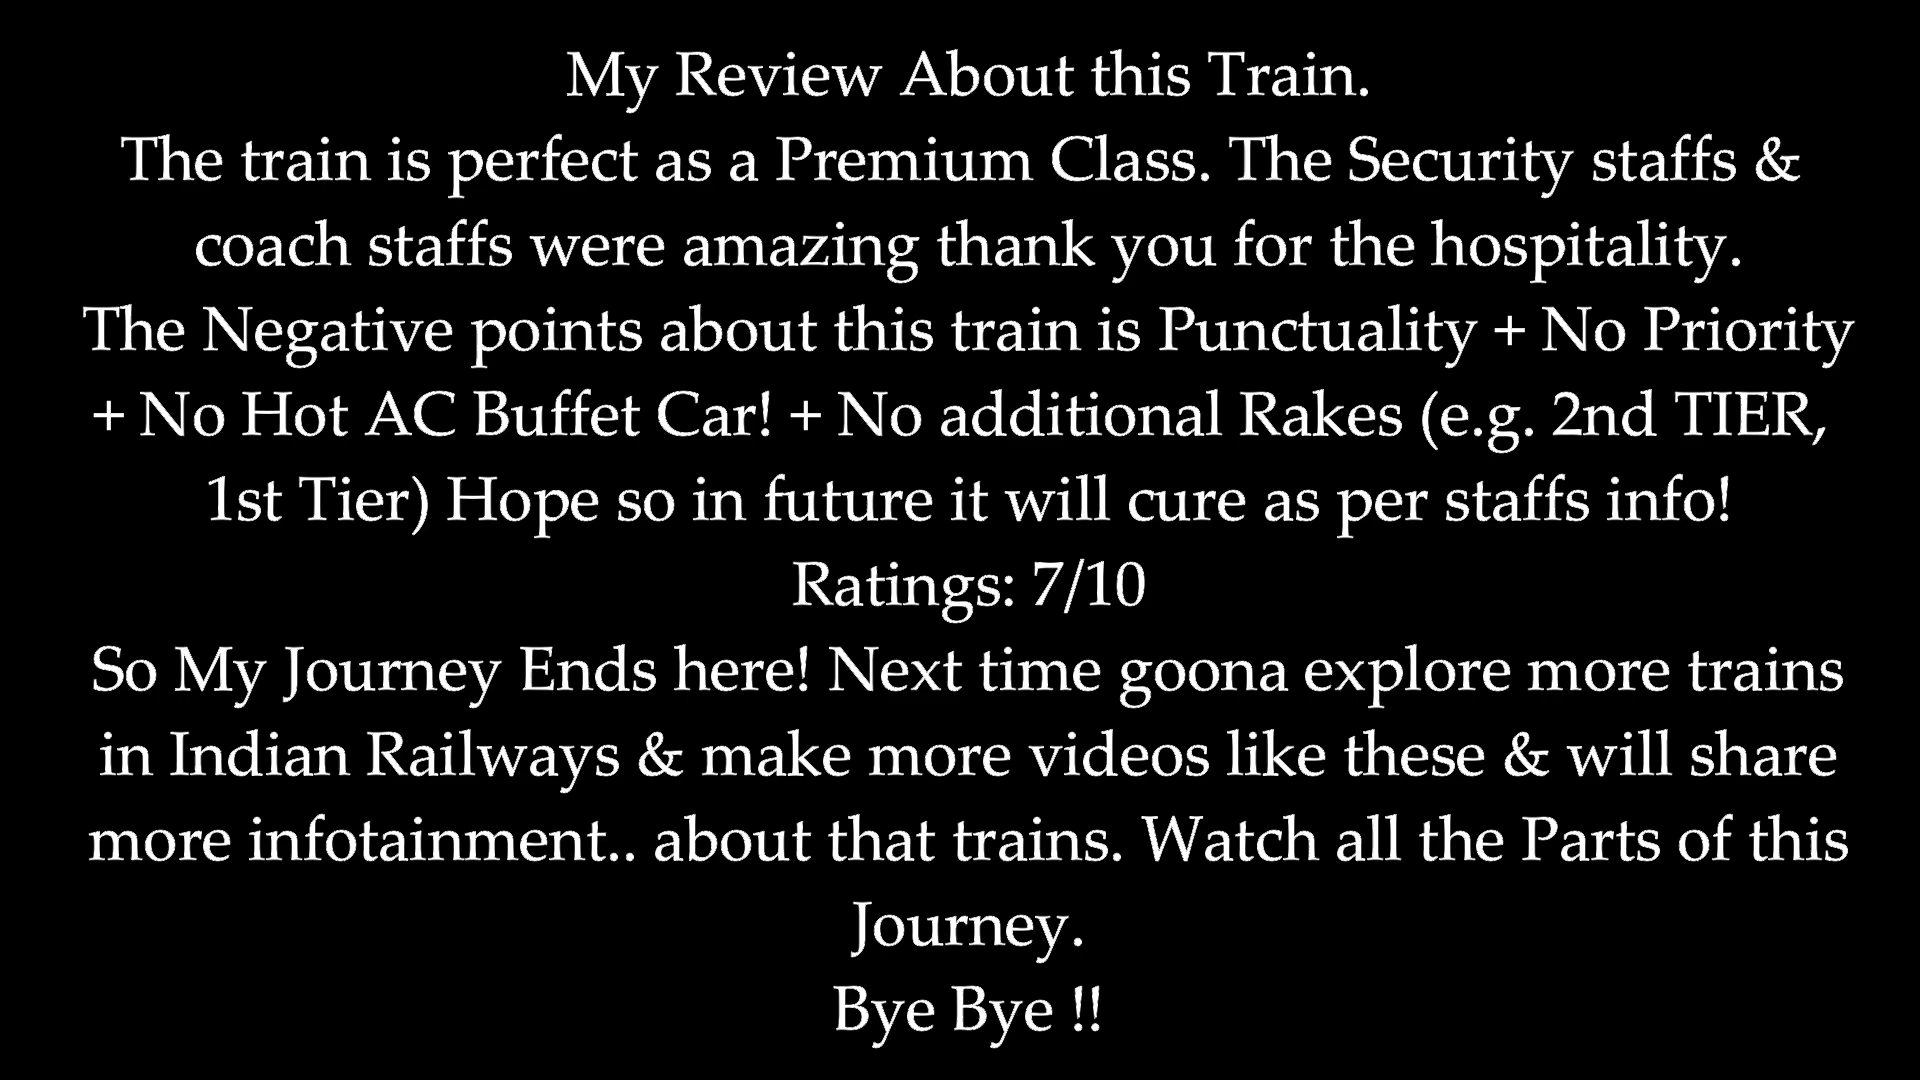 My Review About this Train.
The train is perfect as a Premium Class. The Security staffs &
coach staffs were amazing thank you for the hospitality.
The Negative points about this train is Punctuality + No Priority
+ No Hot AC Buffet Car! + No additional Rakes (e.g. 2nd TIER,
1st Tier) Hope so in future it will cure as per staffs info!
Ratings: 7/10
So My Journey Ends here! Next time goona explore more trains
in Indian Railways & make more videos like these & will share
more infotainment.. about that trains. Watch all the Parts of this
Journey.
Bye Bye !!